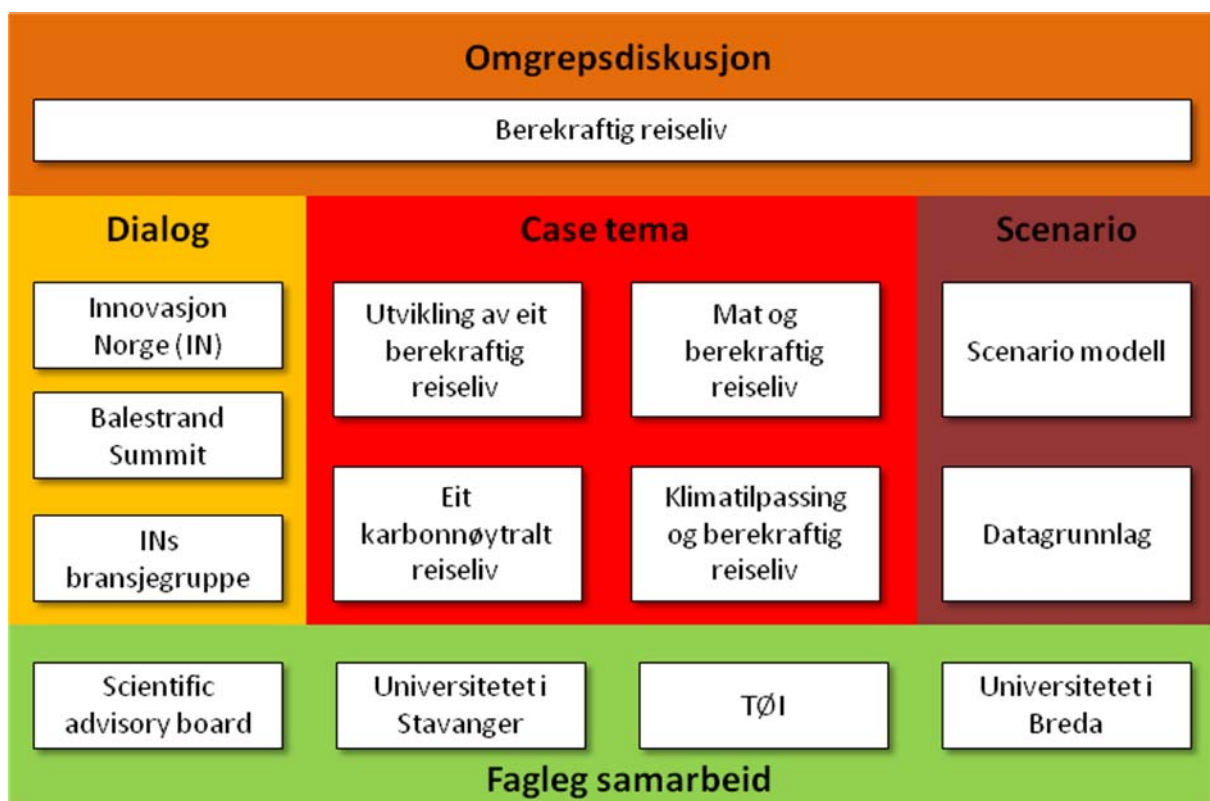 Omgrepsdiskusjon
Berekraftig reiseliv
Dialog
Innovasjon
Norge (IN)
Balestrand
Summit
INs
bransjegruppe
Case tema
Utvikling av eit
berekraftig
reiseliv
Mat og
berekraftig
reiseliv
Eit
karbonnøytralt
reiseliv
Klimatilpassing
og berekraftig
reiseliv
Scenario
Scenario modell
Datagrunnlag
Scientific
advisory board
Universitetet i
Stavanger
TØI
Universitetet i
Breda
Fagleg samarbeid